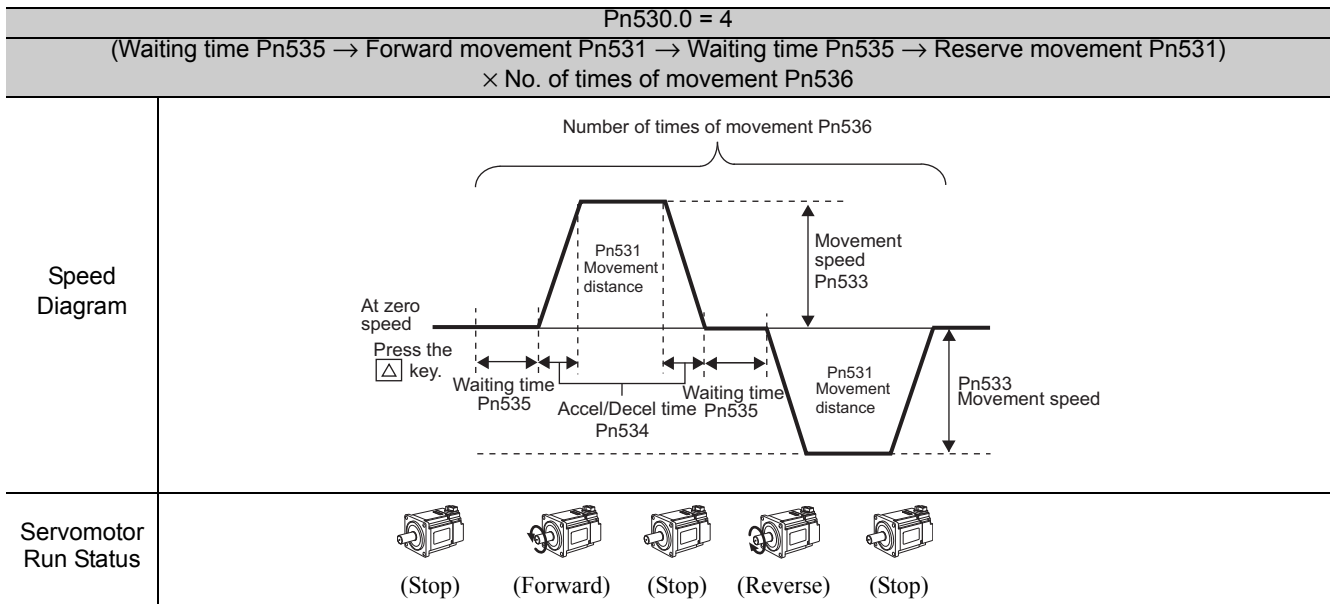 Pn530.0 = 4
(Waiting time Pn535 → Forward movement Pn531 → Waiting time Pn535 → Reserve movement Pn531)
× No. of times of movement Pn536
Speed
Diagram
Number of times of movement Pn536
Pn531
Movement
distance
Movement
speed
Pn533
At zero
speed
Press the
△ key.
Waiting time
Pn535
Accel/Decel time
Pn534
Waiting time
Pn535
Pn531
Movement
distance
Pn533
Movement speed
Servomotor
Run Status
(Stop) (Forward) (Stop) (Reverse) (Stop)